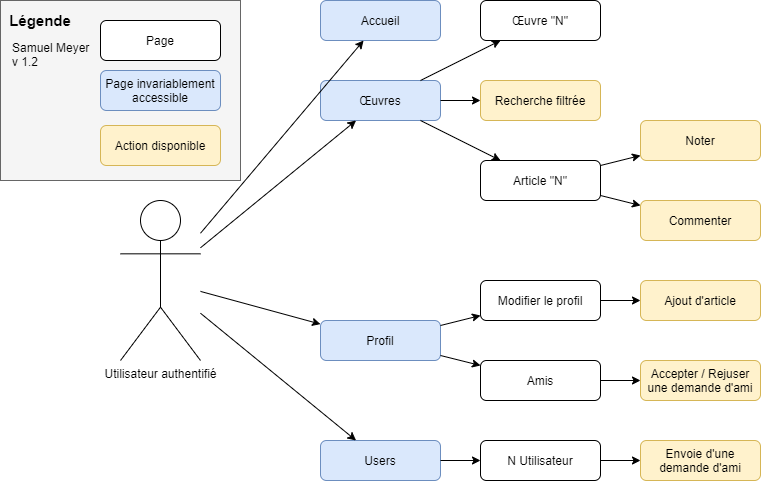 Légende
Samuel Meyer
v 1.2
Page
Page invariablement
accessible
Action disponible
Utilisateur authentifié
Accueil
Œuvres
Œuvre "N"
Recherche filtrée
Article "N"
Noter
Commenter
Profil
Modifier le profil
Ajout d'article
Amis
Accepter / Rejuser
une demande d'ami
Users
N Utilisateur
Envoie d'une
demande d'ami